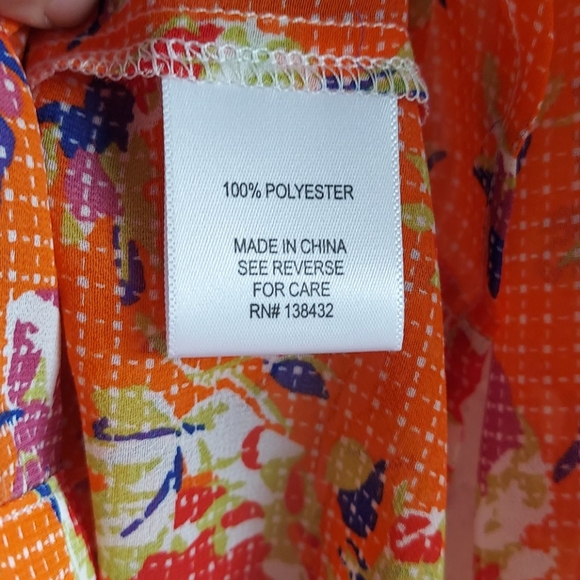 100% POLYESTER
MADE IN CHINA
SEE REVERSE
FOR CARE
RN# 138432